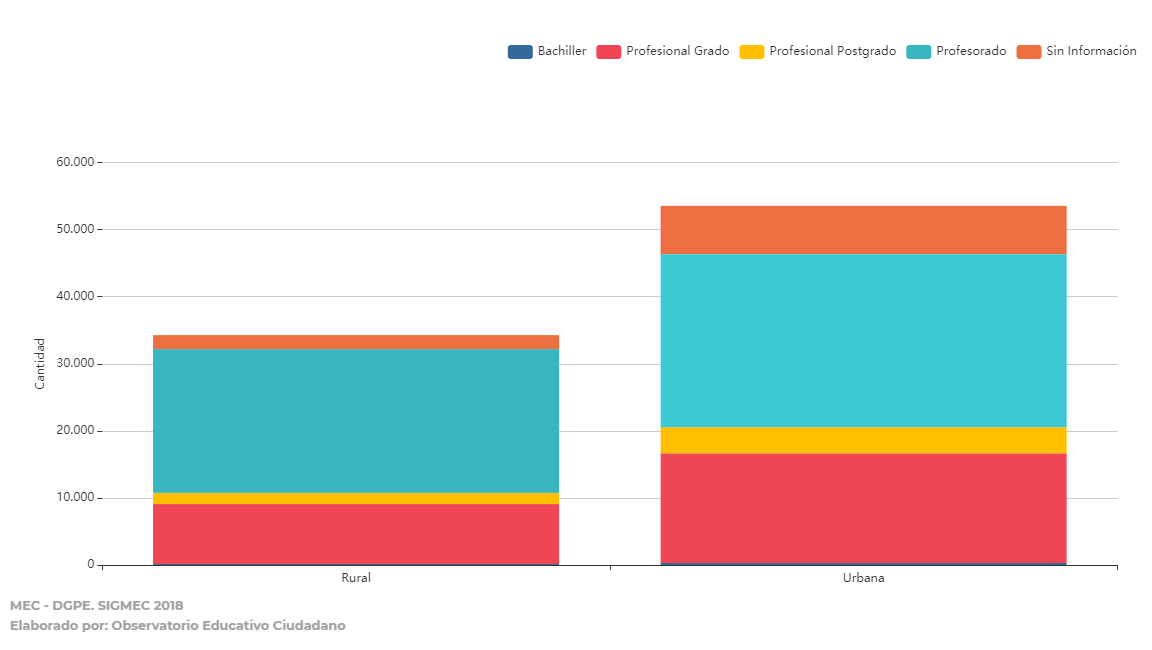 Bachiller Profesional Grado Profesional Postgrado Profesorado Sin Información
60.000
50.000
40.000
30.000
20.000
10.000
0
Cantidad
Rural Urbana
MEC - DGPE. SIGMEC 2018
Elaborado por: Observatorio Educativo Ciudadano